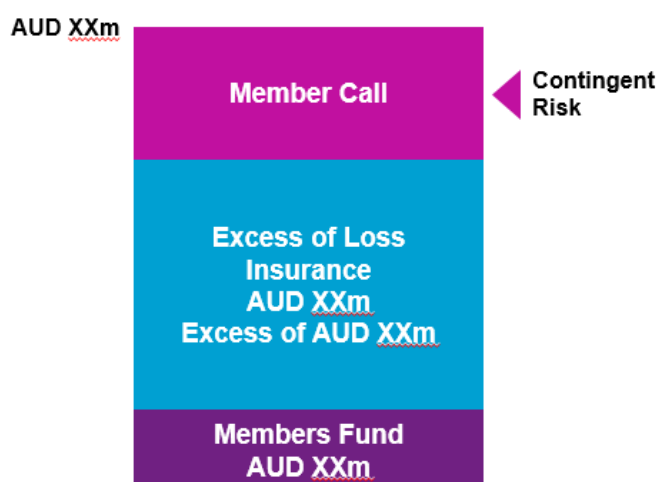 AUD XXm
Member Call
Contingent
Risk
Excess of Loss
Insurance
AUD XXm
Excess of AUD XXm
Members Fund
AUD XXm